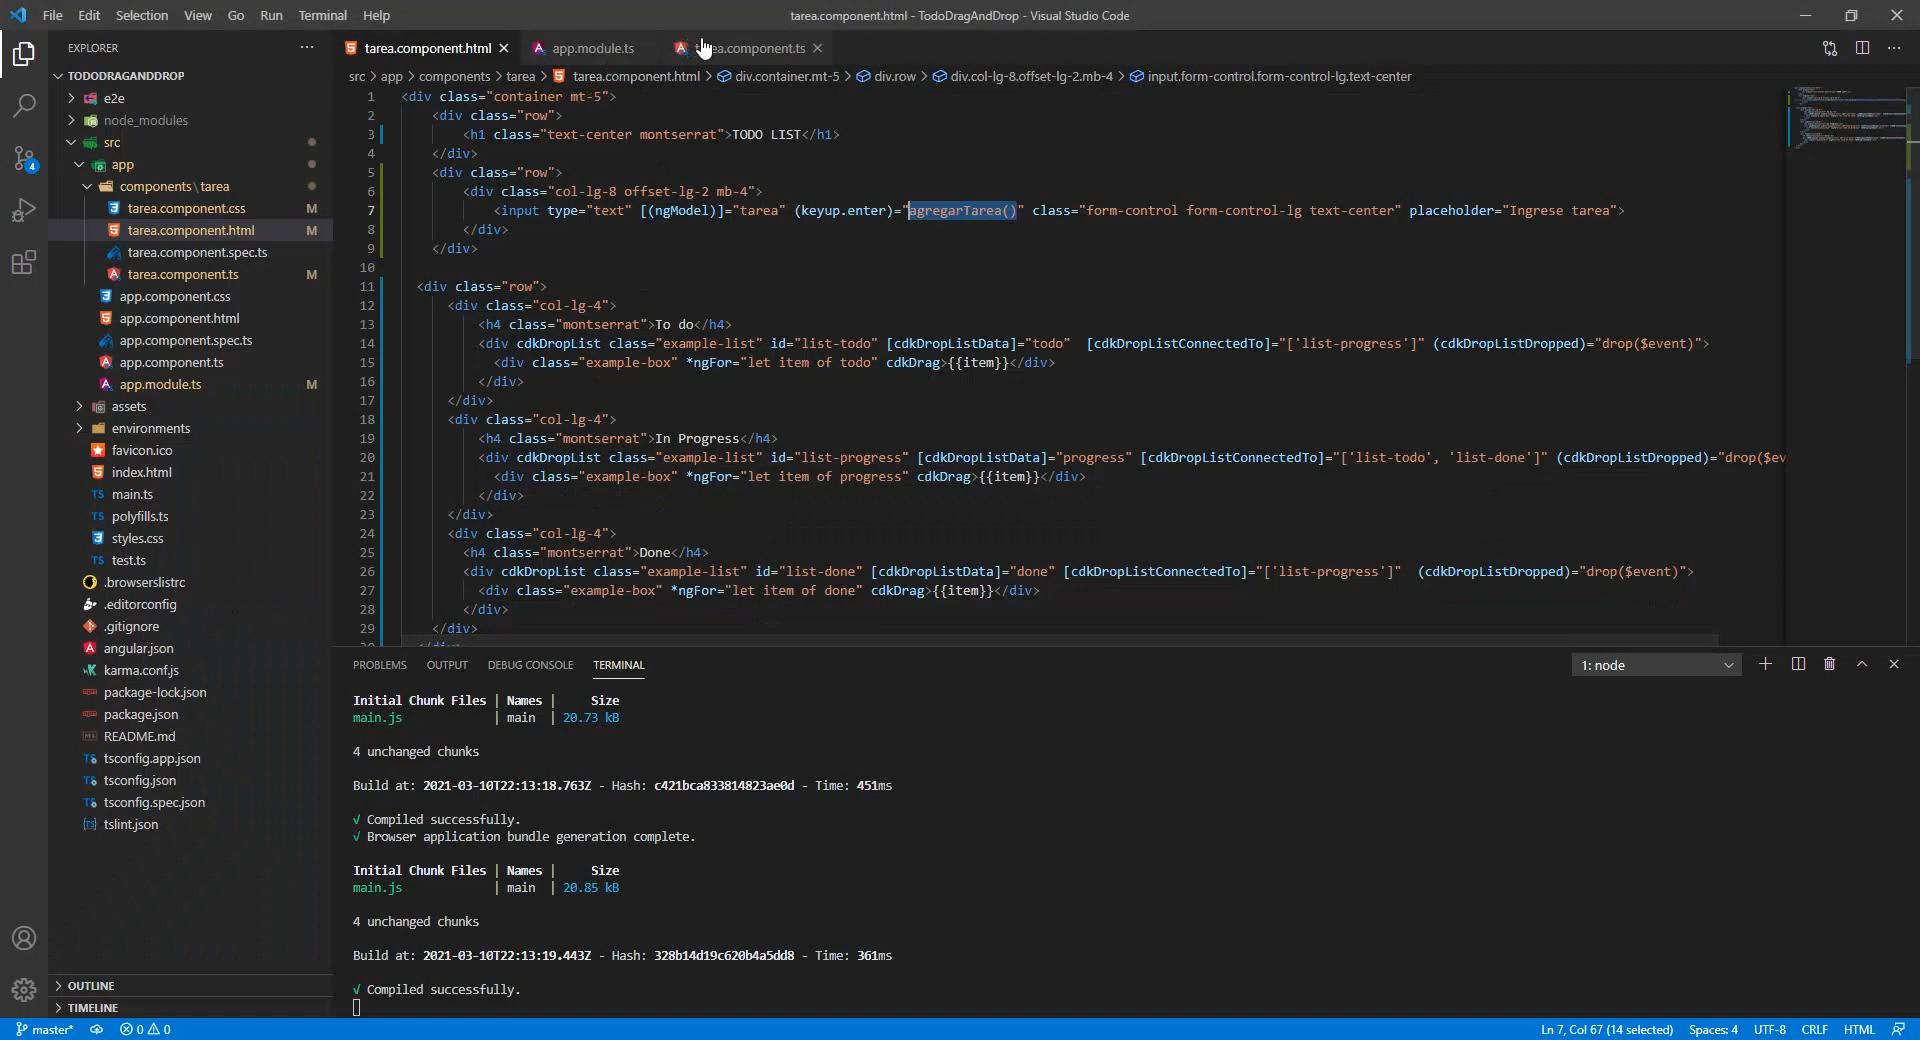 File Edit Selection View Go Run Terminal Help
tarea.component.html - TodoDragAndDrop - Visual Studio Code
EXPLORER
tarea.component.html
app.module.ts
ea.component.ts
src > app > components > tarea > tarea.component.html > div.container.mt-5 > div.row > div.col-lg-8.offset-lg-2.mb-4 > input.form-control.form-control-lg.text-center
TODODRAGANDDROP
e2e
node_modules
src
app
components \ tarea
tarea.component.css M
tarea.component.html M
tarea.component.spec.ts
tarea.component.ts M
app.component.css
app.component.html
app.component.spec.ts
app.component.ts
app.module.ts M
assets
environments
favicon.ico
index.html
main.ts
polyfills.ts
styles.css
test.ts
.browserslistrc
.editorconfig
.gitignore
angular.json
karma.conf.js
package-lock.json
package.json
README.md
tsconfig.app.json
tsconfig.json
tsconfig.spec.json
tslint.json
OUTLINE
TIMELINE
4
1 <div class="container mt-5">
2 <div class="row">
3 <h1 class="text-center montserrat">TODO LIST</h1>
4 </div>
5 <div class="row">
6 <div class="col-lg-8 offset-lg-2 mb-4">
7 <input type="text" [(ngModel)]="tarea" (keyup.enter)="agregarTarea()" class="form-control form-control-lg text-center" placeholder="Ingrese tarea">
8 </div>
9 </div>
10
11 <div class="row">
12 <div class="col-lg-4">
13 <h4 class="montserrat">To do</h4>
14 <div cdkDropList class="example-list" id="list-todo" [cdkDropListData]="todo" [cdkDropListConnectedTo]="['list-progress']" (cdkDropListDropped)="drop($event)">
15 <div class="example-box" *ngFor="let item of todo" cdkDrag>{{item}}</div>
16 </div>
17 </div>
18 <div class="col-lg-4">
19 <h4 class="montserrat">In Progress</h4>
20 <div cdkDropList class="example-list" id="list-progress" [cdkDropListData]="progress" [cdkDropListConnectedTo]="['list-todo', 'list-done']" (cdkDropListDropped)="drop($ev
21 <div class="example-box" *ngFor="let item of progress" cdkDrag>{{item}}</div>
22 </div>
23 </div>
24 <div class="col-lg-4">
25 <h4 class="montserrat">Done</h4>
26 <div cdkDropList class="example-list" id="list-done" [cdkDropListData]="done" [cdkDropListConnectedTo]="['list-progress']" (cdkDropListDropped)="drop($event)">
27 <div class="example-box" *ngFor="let item of done" cdkDrag>{{item}}</div>
28 </div>
29 </div>
PROBLEMS OUTPUT DEBUG CONSOLE TERMINAL
1: node
Initial Chunk Files | Names | Size
main.js | main | 20.73 kB
4 unchanged chunks
Build at: 2021-03-10T22:13:18.763Z - Hash: c421bca833814823ae0d - Time: 451ms
√ Compiled successfully.
√ Browser application bundle generation complete.
Initial Chunk Files | Names | Size
main.js | main | 20.85 kB
4 unchanged chunks
Build at: 2021-03-10T22:13:19.443Z - Hash: 328b14d19c620b4a5dd8 - Time: 361ms
√ Compiled successfully.
master* 0 0
Ln 7, Col 67 (14 selected) Spaces: 4 UTF-8 CRLF HTML